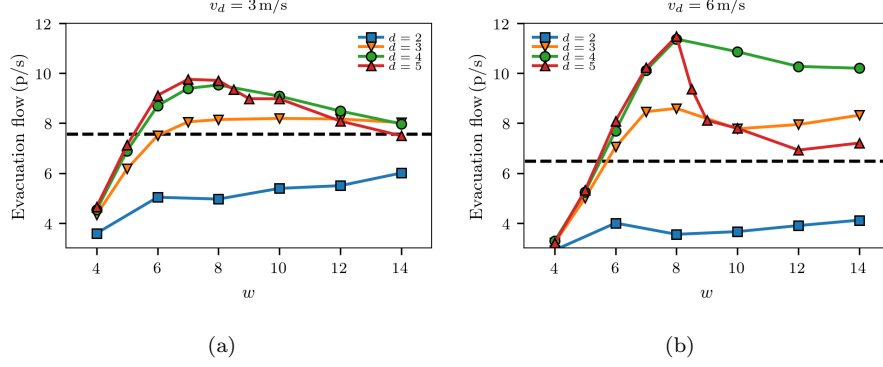 v_d = 3 m/s
12
10
8
6
4
Evacuation flow (p/s)
d = 2
d = 3
d = 4
d = 5
4 6 8 10 12 14
w
(a)
v_d = 6 m/s
12
10
8
6
4
Evacuation flow (p/s)
d = 2
d = 3
d = 4
d = 5
4 6 8 10 12 14
w
(b)